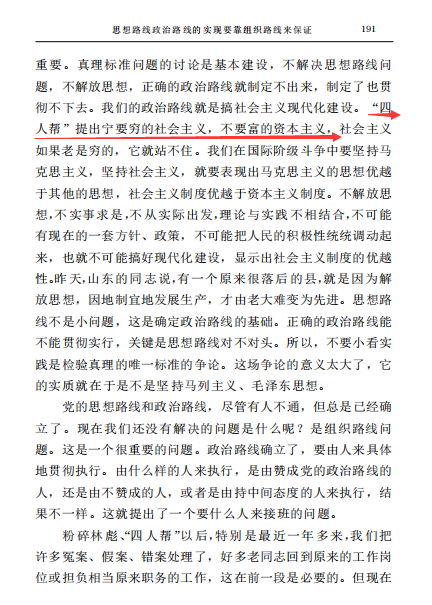 思想路线政治路线的实现要靠组织路线来保证 191
重要。真理标准问题的讨论是基本建设，不解决思想路线问
题，不解放思想，正确的政治路线就制定不出来，制定了也贯
彻不下去。我们的政治路线就是搞社会主义现代化建设。“四
人帮”提出宁要穷的社会主义，不要富的资本主义，社会主义
如果老是穷的，它就站不住。我们在国际阶级斗争中要坚持马
克思主义，坚持社会主义，就要表现出马克思主义的思想优越
于其他的思想，社会主义制度优越于资本主义制度。不解放思
想，不实事求是，不从实际出发，理论与实践不相结合，不可能
有现在的一套方针、政策，不可能把人民的积极性统统调动起
来，也就不可能搞好现代化建设，显示出社会主义制度的优越
性。昨天，山东的同志说，有一个原来很落后的县，就是因为解
放思想，因地制宜地发展生产，才由老大难变为先进。思想路
线不是小问题，这是确定政治路线的基础。正确的政治路线能
不能贯彻实行，关键是思想路线对不对头。所以，不要小看实
践是检验真理的唯一标准的争论。这场争论的意义太大了，它
的实质就在于是不是坚持马列主义、毛泽东思想。
党的思想路线和政治路线，尽管有人不通，但总是已经确
立了。现在我们还没有解决的问题是什么呢？是组织路线问
题。这是一个很重要的问题。政治路线确立了，要由人来具体
地贯彻执行。由什么样的人来执行，是由赞成党的政治路线的
人，还是由不赞成的人，或者是由持中间态度的人来执行，结
果不一样。这就提出了一个要什么人来接班的问题。
粉碎林彪、“四人帮”以后，特别是最近一年多来，我们把
许多冤案、假案、错案处理了，好多老同志回到原来的工作岗
位或担负相当原来职务的工作，这在前一段是必要的。但现在